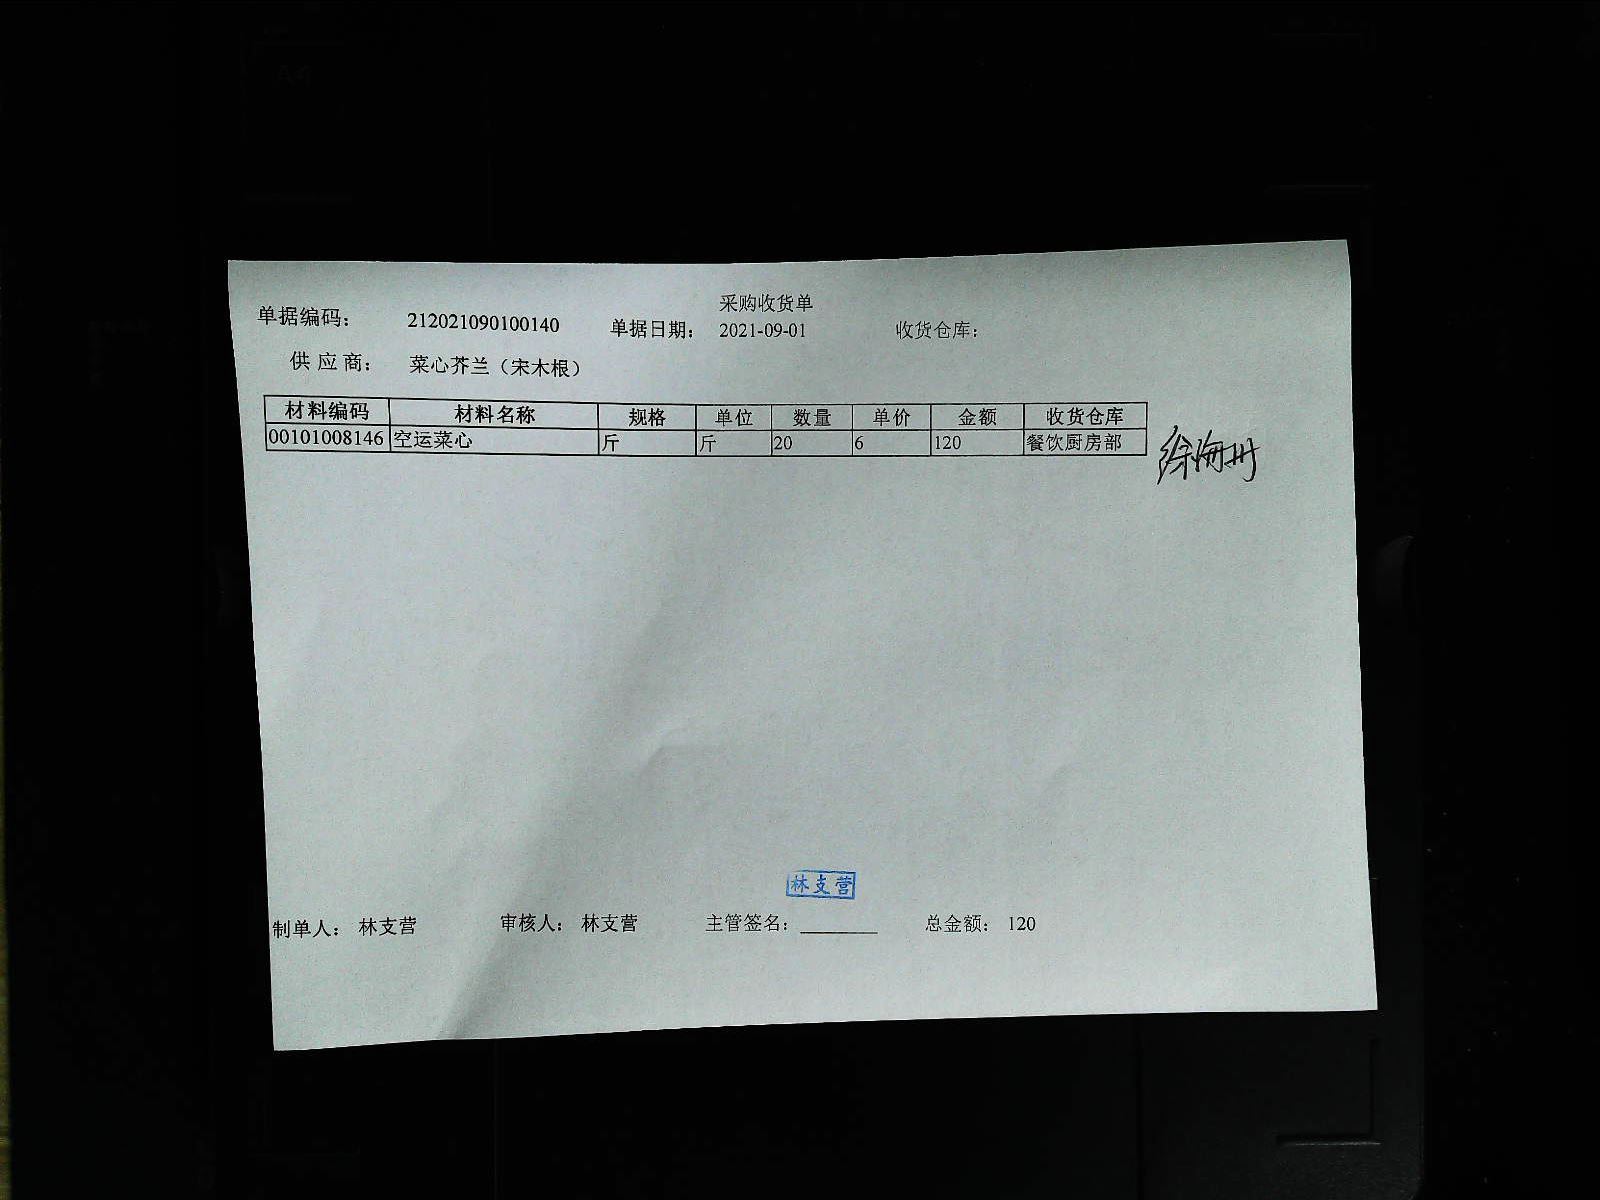 采购收货单
单据编码： 212021090100140 单据日期： 2021-09-01 收货仓库：
供 应 商： 菜心芥兰（宋木根）
材料编码 材料名称 规格 单位 数量 单价 金额 收货仓库
00101008146 空运菜心 斤 斤 20 6 120 餐饮厨房部
徐海州
林支营
制单人： 林支营 审核人： 林支营 主管签名： 总金额： 120